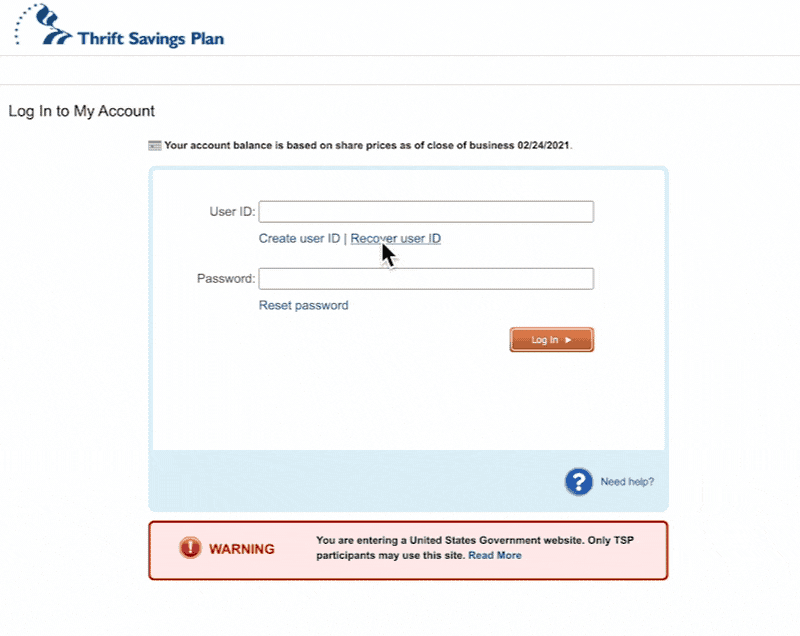 Thrift Savings Plan
Log In to My Account
Your account balance is based on share prices as of close of business 02/24/2021.
User ID:
Create user ID | Recover user ID
Password:
Reset password
Log In
Need help?
WARNING
You are entering a United States Government website. Only TSP
participants may use this site. Read More